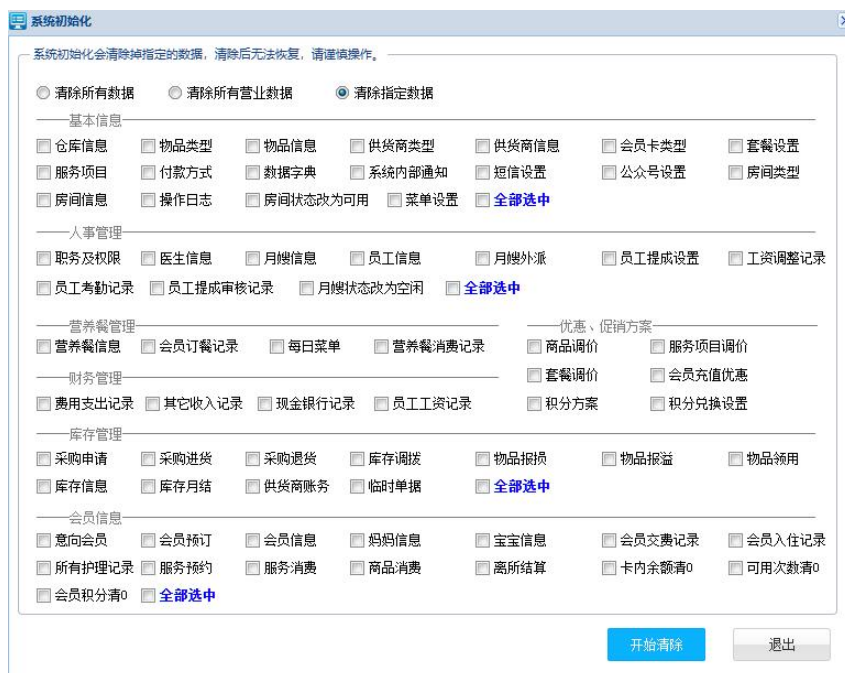 系统初始化
系统初始化会清除掉指定的数据，清除后无法恢复，请谨慎操作。
清除所有数据 清除所有营业数据 清除指定数据
基本信息
仓库信息 物品类型 物品信息 供货商类型 供货商信息 会员卡类型 套餐设置
服务项目 付款方式 数据字典 系统内部通知 短信设置 公众号设置 房间类型
房间信息 操作日志 房间状态改为可用 菜单设置 全部选中
人事管理
职务及权限 医生信息 月嫂信息 员工信息 月嫂外派 员工提成设置 工资调整记录
员工考勤记录 员工提成审核记录 月嫂状态改为空闲 全部选中
营养餐管理 优惠、促销方案
营养餐信息 会员订餐记录 每日菜单 营养餐消费记录 商品调价 服务项目调价
套餐调价 会员充值优惠
财务管理
费用支出记录 其它收入记录 现金银行记录 员工工资记录 积分方案 积分兑换设置
库存管理
采购申请 采购进货 采购退货 库存调拨 物品报损 物品报溢 物品领用
库存信息 库存月结 供货商账务 临时单据 全部选中
会员信息
意向会员 会员预订 会员信息 妈妈信息 宝宝信息 会员交费记录 会员入住记录
所有护理记录 服务预约 服务消费 商品消费 离所结算 卡内余额清0 可用次数清0
会员积分清0 全部选中
开始清除 退出